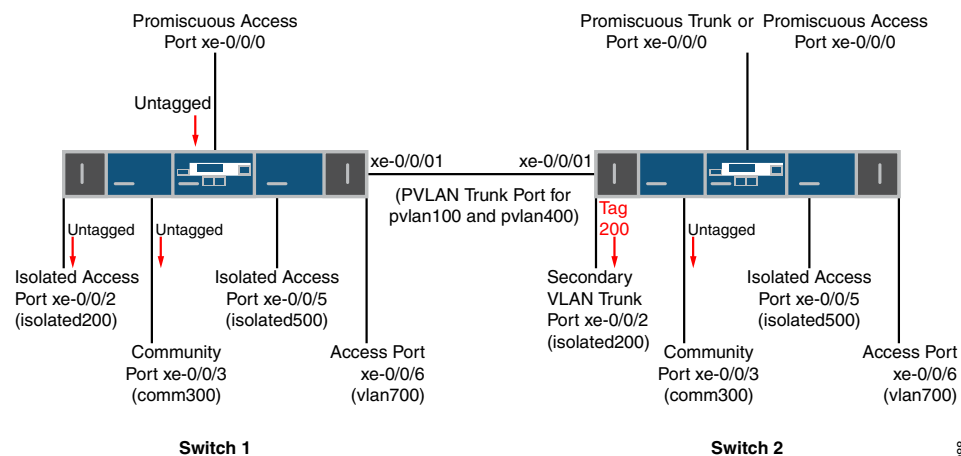 Promiscuous Access
Port xe-0/0/0
Promiscuous Trunk or Promiscuous Access
Port xe-0/0/0
Port xe-0/0/0
Untagged
xe-0/0/01
xe-0/0/01
(PVLAN Trunk Port for
pvlan100 and pvlan400)
Untagged
Untagged
Tag
200
Untagged
Isolated Access
Port xe-0/0/2
(isolated200)
Isolated Access
Port xe-0/0/5
(isolated500)
Secondary
VLAN Trunk
Port xe-0/0/2
(isolated200)
Isolated Access
Port xe-0/0/5
(isolated500)
Community
Port xe-0/0/3
(comm300)
Access Port
xe-0/0/6
(vlan700)
Community
Port xe-0/0/3
(comm300)
Access Port
xe-0/0/6
(vlan700)
Switch 1
Switch 2